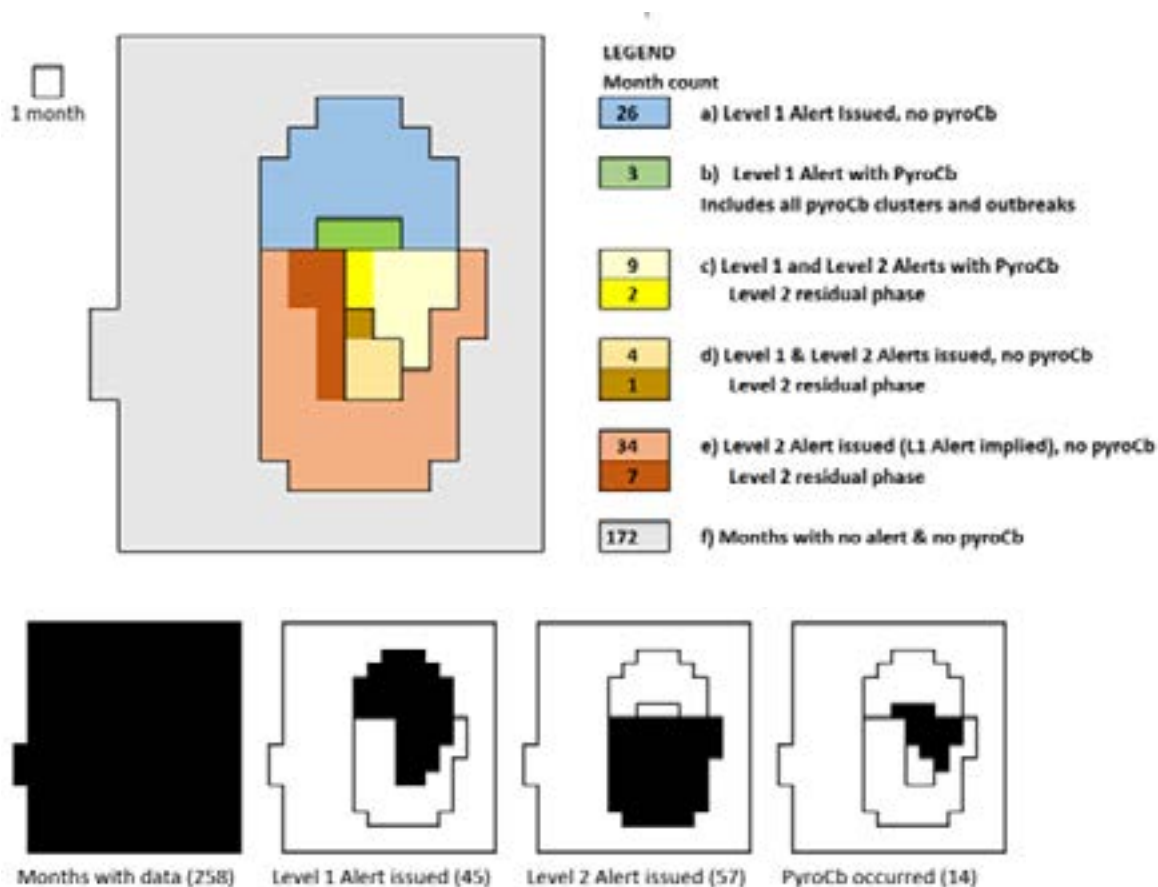 1 month
LEGEND
Month count
26 a) Level 1 Alert Issued, no pyroCb
3 b) Level 1 Alert with PyroCb
Includes all pyroCb clusters and outbreaks
9 c) Level 1 and Level 2 Alerts with PyroCb
2 Level 2 residual phase
4 d) Level 1 & Level 2 Alerts issued, no pyroCb
1 Level 2 residual phase
34 e) Level 2 Alert issued (L1 Alert implied), no pyroCb
7 Level 2 residual phase
172 f) Months with no alert & no pyroCb
Months with data (258) Level 1 Alert issued (45) Level 2 Alert issued (57) PyroCb occurred (14)